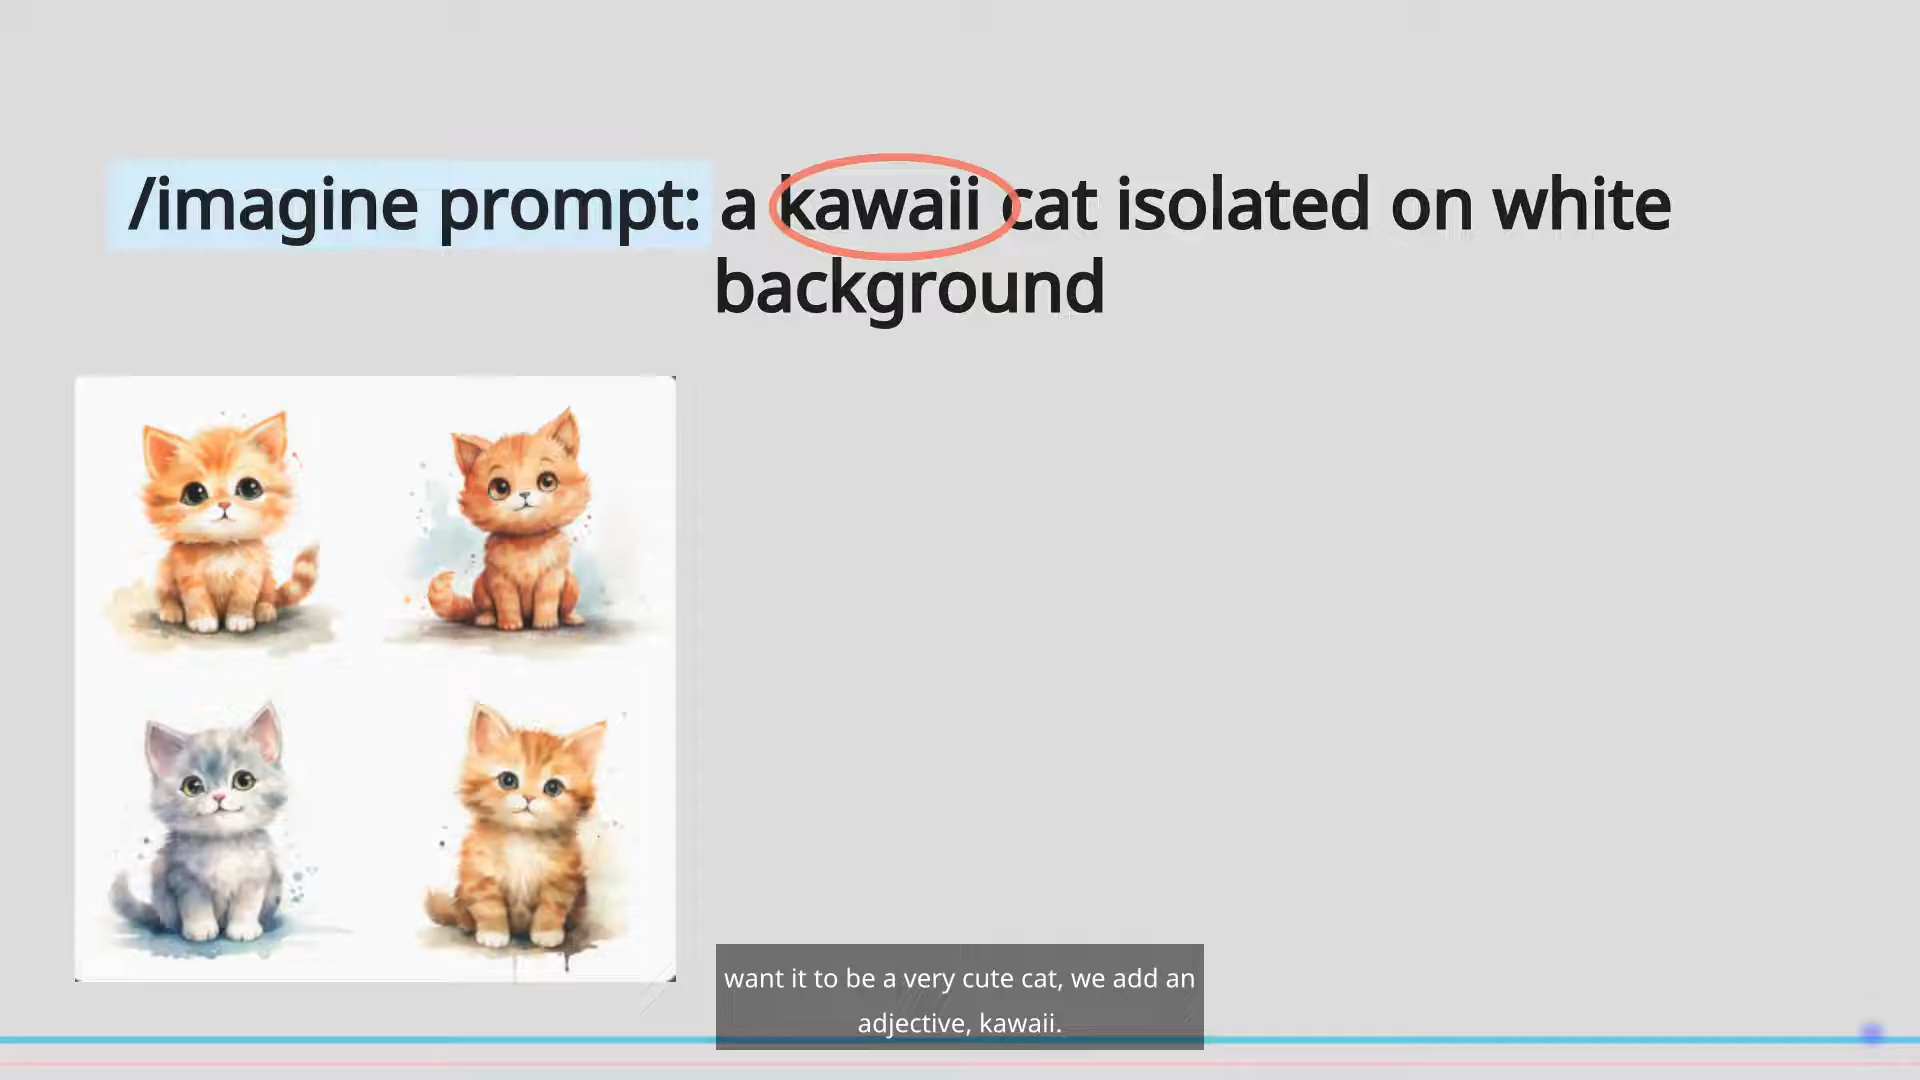 /imagine prompt: a kawaii cat isolated on white
background
want it to be a very cute cat, we add an
adjective, kawaii.